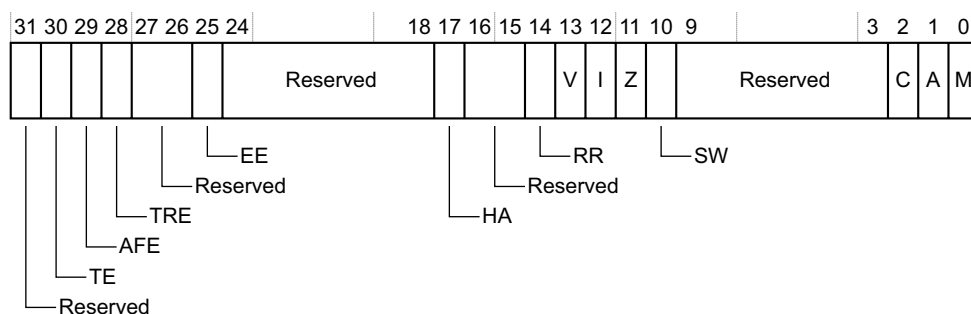 31 30 29 28 27 26 25 24 18 17 16 15 14 13 12 11 10 9 3 2 1 0
Reserved V I Z Reserved C A M
EE RR SW
Reserved Reserved
TRE HA
AFE
TE
Reserved